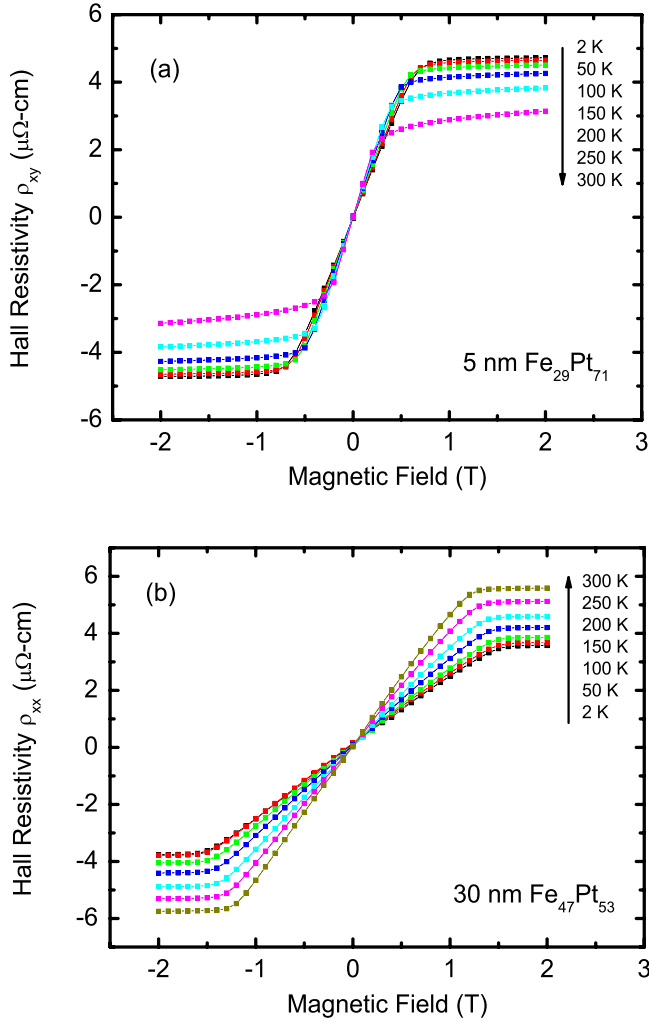 6
(a)
2 K
50 K
4
100 K
150 K
2
200 K
250 K
0
300 K
-2
-4
5 nm Fe29Pt71
-6
-2 -1 0 1 2 3
Magnetic Field (T)
Hall Resistivity ρxy (μΩ-cm)
6
(b)
300 K
250 K
4
200 K
150 K
2
100 K
50 K
2 K
0
-2
-4
30 nm Fe47Pt53
-6
-2 -1 0 1 2 3
Magnetic Field (T)
Hall Resistivity ρxx (μΩ-cm)